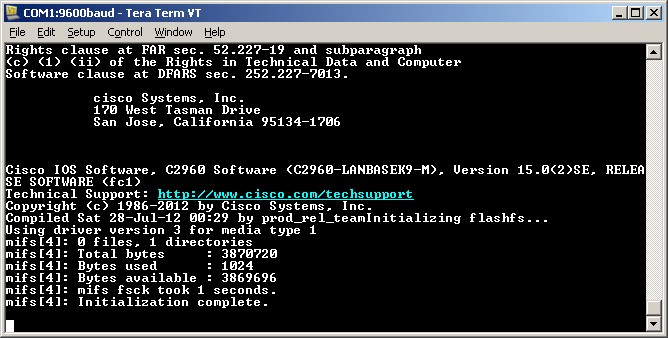 COM1:9600baud - Tera Term VT
File Edit Setup Control Window Help
Rights clause at FAR sec. 52.227-19 and subparagraph
(c) (1) (ii) of the Rights in Technical Data and Computer
Software clause at DFARS sec. 252.227-7013.
cisco Systems, Inc.
170 West Tasman Drive
San Jose, California 95134-1706
Cisco IOS Software, C2960 Software (C2960-LANBASEK9-M), Version 15.0(2)SE, RELEA
SE SOFTWARE (fc1)
Technical Support: http://www.cisco.com/techsupport
Copyright (c) 1986-2012 by Cisco Systems, Inc.
Compiled Sat 28-Jul-12 00:29 by prod_rel_teamInitializing flashfs...
Using driver version 3 for media type 1
mifs[4]: 0 files, 1 directories
mifs[4]: Total bytes     : 3870720
mifs[4]: Bytes used      : 1024
mifs[4]: Bytes available : 3869696
mifs[4]: mifs fsck took 1 seconds.
mifs[4]: Initialization complete.